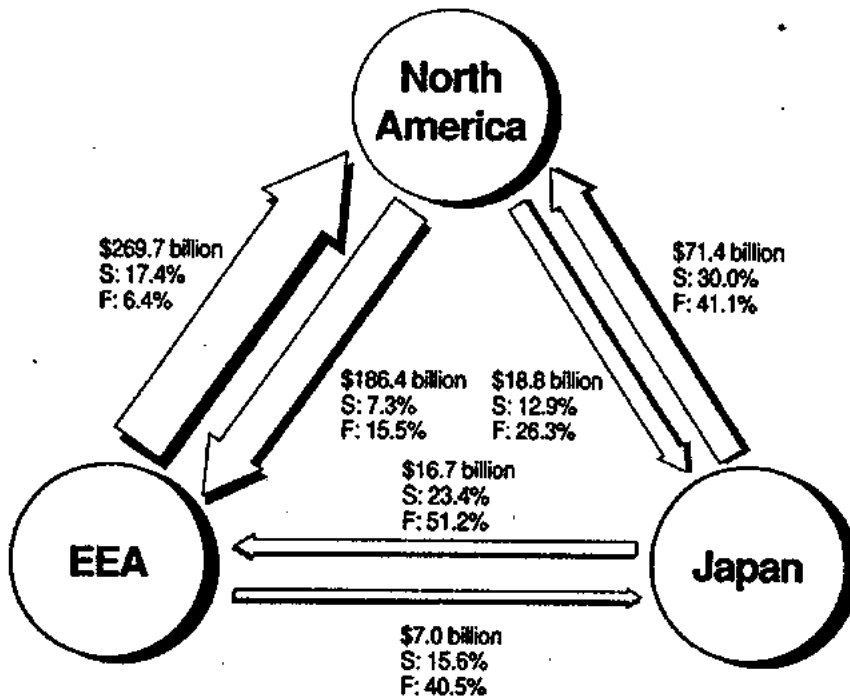 North
America
$269.7 billion
S: 17.4%
F: 6.4%
$71.4 billion
S: 30.0%
F: 41.1%
$186.4 billion
S: 7.3%
F: 15.5%
$18.8 billion
S: 12.9%
F: 26.3%
$16.7 billion
S: 23.4%
F: 51.2%
EEA
Japan
$7.0 billion
S: 15.6%
F: 40.5%